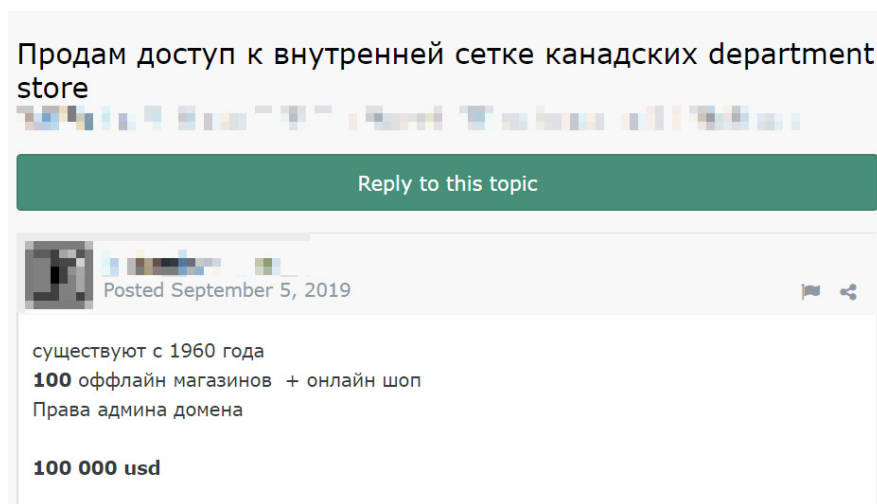 Продам доступ к внутренней сетке канадских department
store
Reply to this topic
Posted September 5, 2019
существуют с 1960 года
100 оффлайн магазинов + онлайн шоп
Права админа домена
100 000 usd